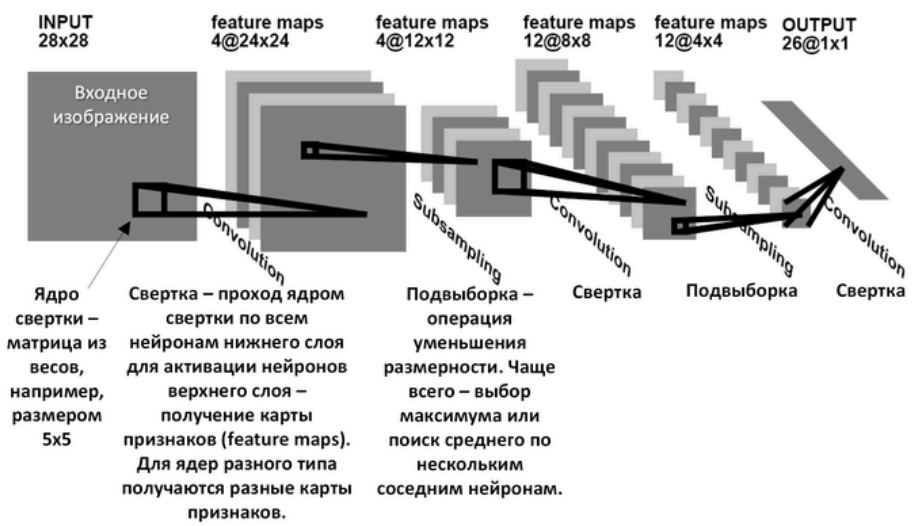 INPUT
28x28
feature maps
4@24x24
feature maps
4@12x12
feature maps
12@8x8
feature maps
12@4x4
OUTPUT
26@1x1
Входное
изображение
Convolution
Subsampling
Convolution
Subsampling
Convolution
Ядро
свертки –
матрица из
весов,
например,
размером
5x5
Свертка – проход ядром
свертки по всем
нейронам нижнего слоя
для активации нейронов
верхнего слоя –
получение карты
признаков (feature maps).
Для ядер разного типа
получаются разные карты
признаков.
Подвыборка –
операция
уменьшения
размерности. Чаще
всего – выбор
максимума или
поиск среднего по
нескольким
соседним нейронам.
Свертка
Подвыборка
Свертка